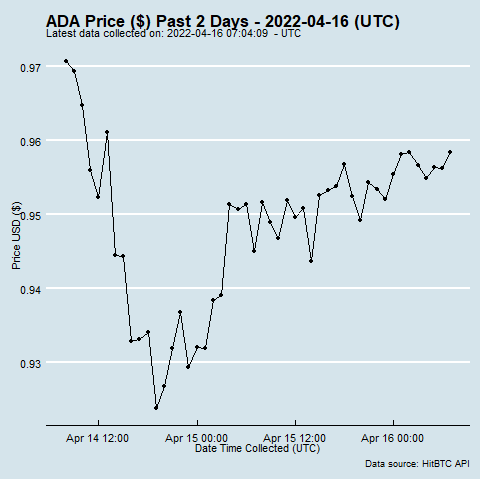 ADA Price ($) Past 2 Days - 2022-04-16 (UTC)
Latest data collected on: 2022-04-16 07:04:09  - UTC
0.97
0.96
0.95
0.94
0.93
Price USD ($)
Apr 14 12:00
Apr 15 00:00
Apr 15 12:00
Apr 16 00:00
Date Time Collected (UTC)
Data source: HitBTC API